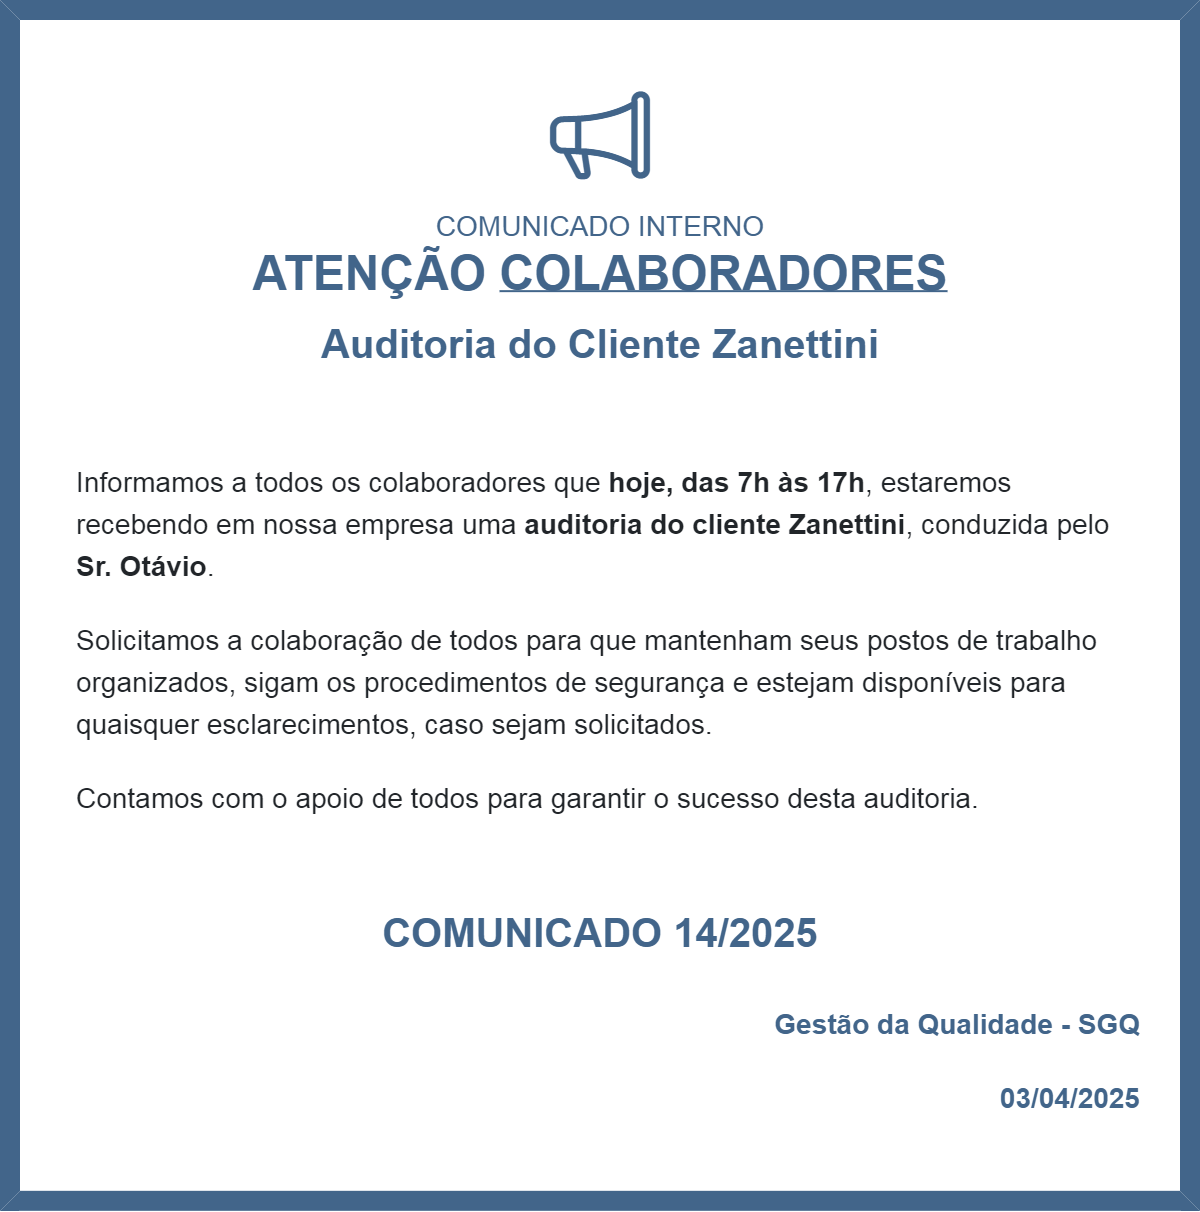 COMUNICADO INTERNO
ATENÇÃO COLABORADORES
Auditoria do Cliente Zanettini
Informamos a todos os colaboradores que hoje, das 7h às 17h, estaremos
recebendo em nossa empresa uma auditoria do cliente Zanettini, conduzida pelo
Sr. Otávio.
Solicitamos a colaboração de todos para que mantenham seus postos de trabalho
organizados, sigam os procedimentos de segurança e estejam disponíveis para
quaisquer esclarecimentos, caso sejam solicitados.
Contamos com o apoio de todos para garantir o sucesso desta auditoria.
COMUNICADO 14/2025
Gestão da Qualidade - SGQ
03/04/2025